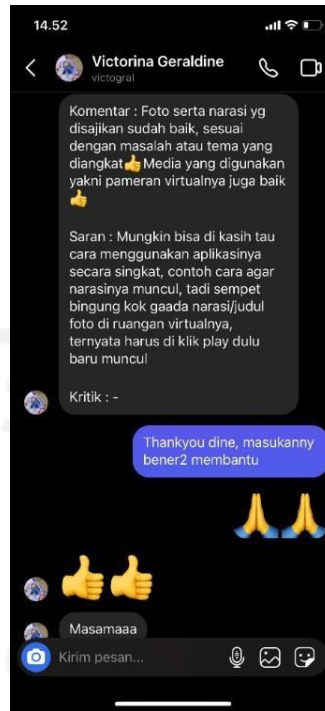 14.52
Victorina Geraldine
victogral
Komentar : Foto serta narasi yg
disajikan sudah baik, sesuai
dengan masalah atau tema yang
diangkat👍Media yang digunakan
yakni pameran virtualnya juga baik
👍
Saran : Mungkin bisa di kasih tau
cara menggunakan aplikasinya
secara singkat, contoh cara agar
narasinya muncul, tadi sempet
bingung kok gaada narasi/judul
foto di ruangan virtualnya,
ternyata harus di klik play dulu
baru muncul
Kritik : -
Thankyou dine, masukanny
bener2 membantu
🙏🙏
👍👍
Masamaaa
Kirim pesan...